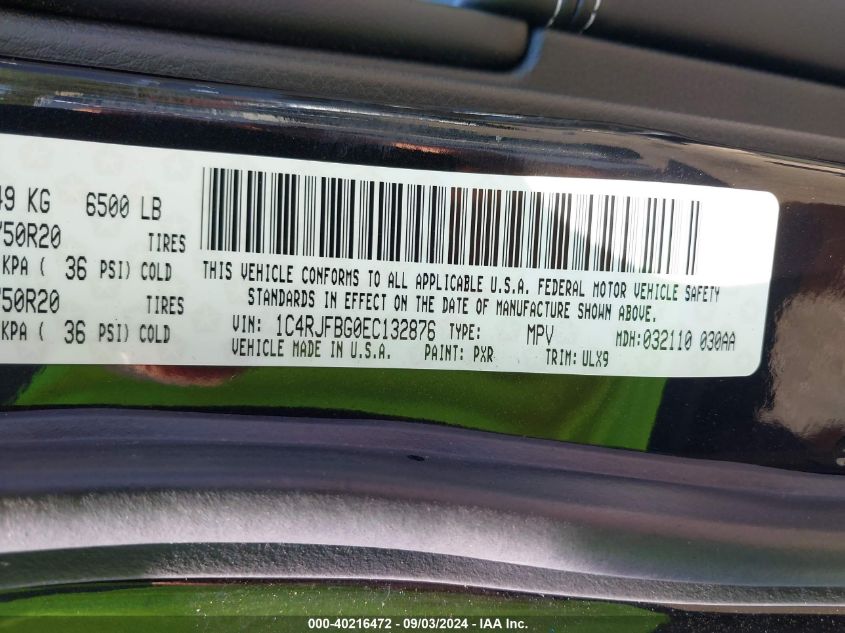 49 KG 6500 LB
/50R20 TIRES
KPA ( 36 PSI) COLD
/50R20 TIRES
KPA ( 36 PSI) COLD
THIS VEHICLE CONFORMS TO ALL APPLICABLE U.S.A. FEDERAL MOTOR VEHICLE SAFETY
STANDARDS IN EFFECT ON THE DATE OF MANUFACTURE SHOWN ABOVE.
VIN: 1C4RJFBG0EC132876 TYPE: MPV MDH: 032110 030AA
VEHICLE MADE IN U.S.A. PAINT: PXR TRIM: ULX9
000-40216472 - 09/03/2024 - IAA Inc.